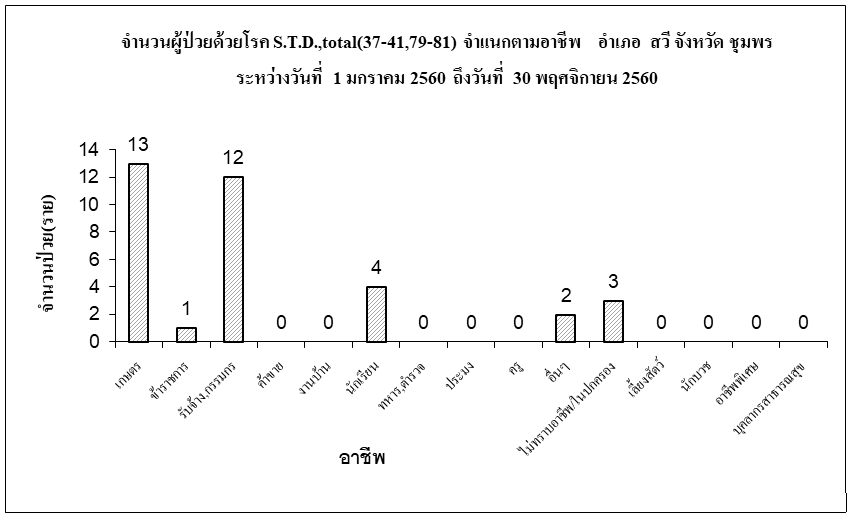 จำนวนผู้ป่วยด้วยโรค S.T.D.,total(37-41,79-81) จำแนกตามอาชีพ อำเภอ สวี จังหวัด ชุมพร
ระหว่างวันที่ 1 มกราคม 2560 ถึงวันที่ 30 พฤศจิกายน 2560
จำนวนป่วย(ราย)
14
12
10
8
6
4
2
0
13
1
12
0
0
4
0
0
0
2
3
0
0
0
0
เกษตร
ข้าราชการ
รับจ้าง,กรรมกร
ค้าขาย
งานบ้าน
นักเรียน
ทหาร,ตำรวจ
ประมง
ครู
อื่นๆ
ไม่ทราบอาชีพ/ในปกครอง
เลี้ยงสัตว์
นักบวช
อาชีพพิเศษ
บุคลากรสาธารณสุข
อาชีพ